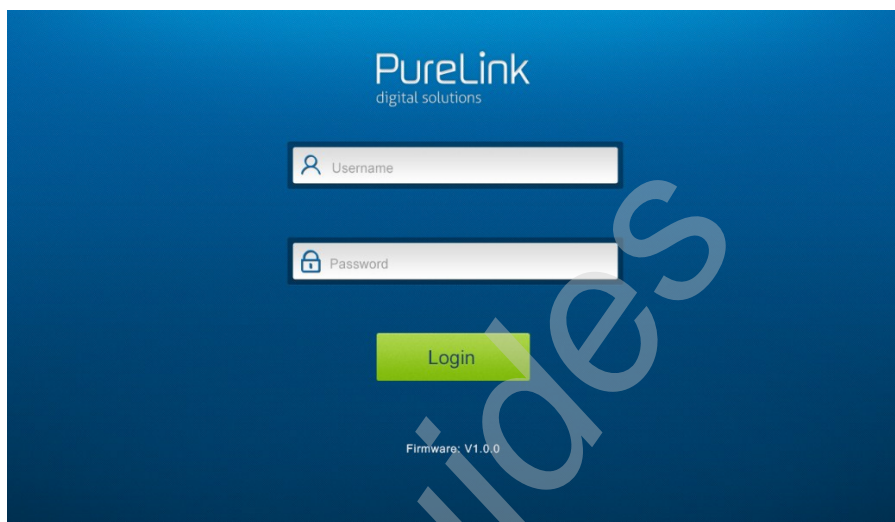 PureLink
digital solutions
Username
Password
Login
Firmware: V1.0.0